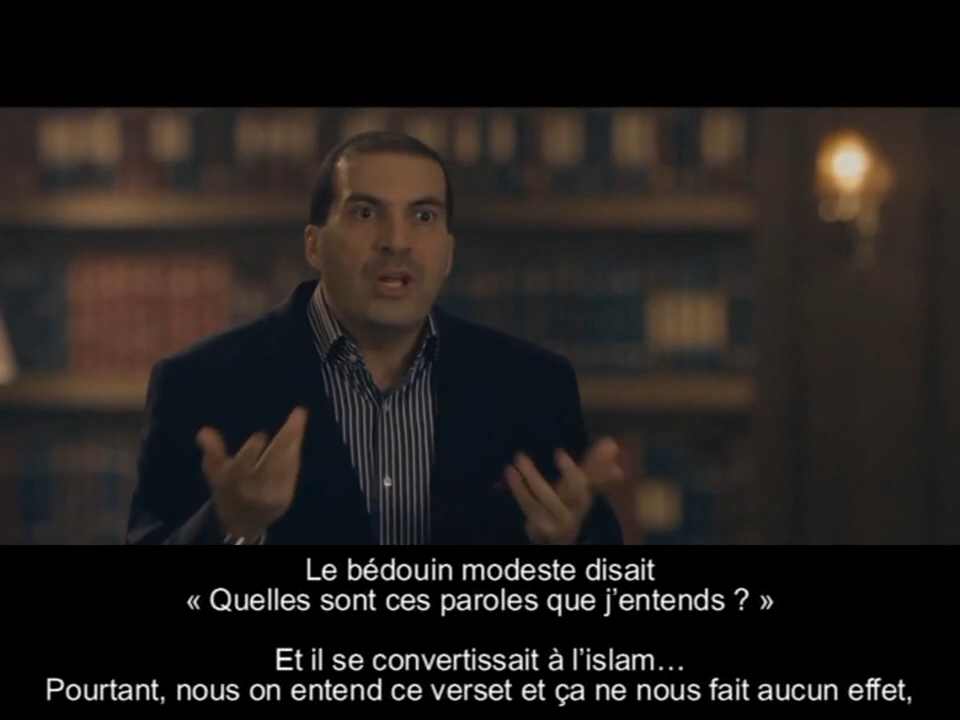 Le bédouin modeste disait
« Quelles sont ces paroles que j’entends ? »
Et il se convertissait à l’islam…
Pourtant, nous on entend ce verset et ça ne nous fait aucun effet,